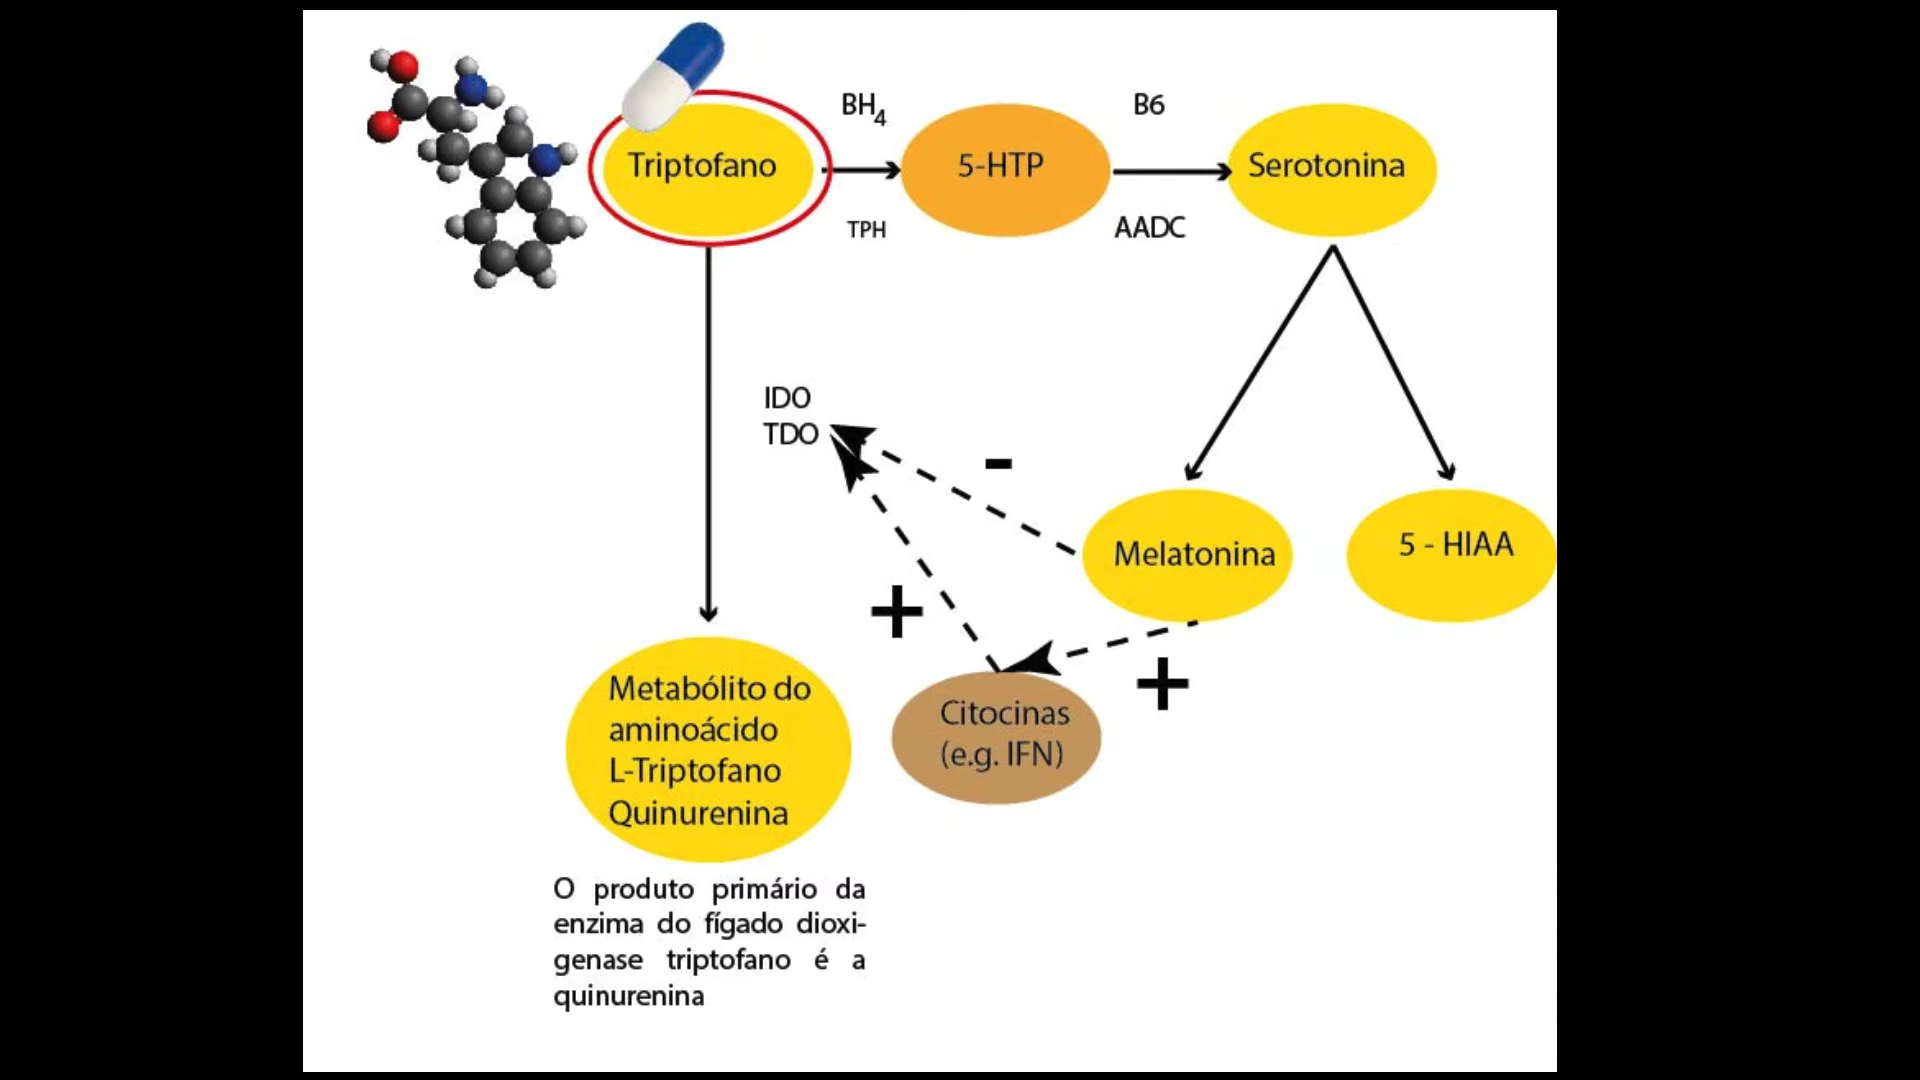 BH4
B6
Triptofano
5-HTP
Serotonina
TPH
AADC
IDO
TDO
-
Melatonina
5 - HIAA
+
+
Metabólito do
aminoácido
L-Triptofano
Quinurenina
Citocinas
(e.g. IFN)
O produto primário da
enzima do fígado dioxi-
genase triptofano é a
quinurenina